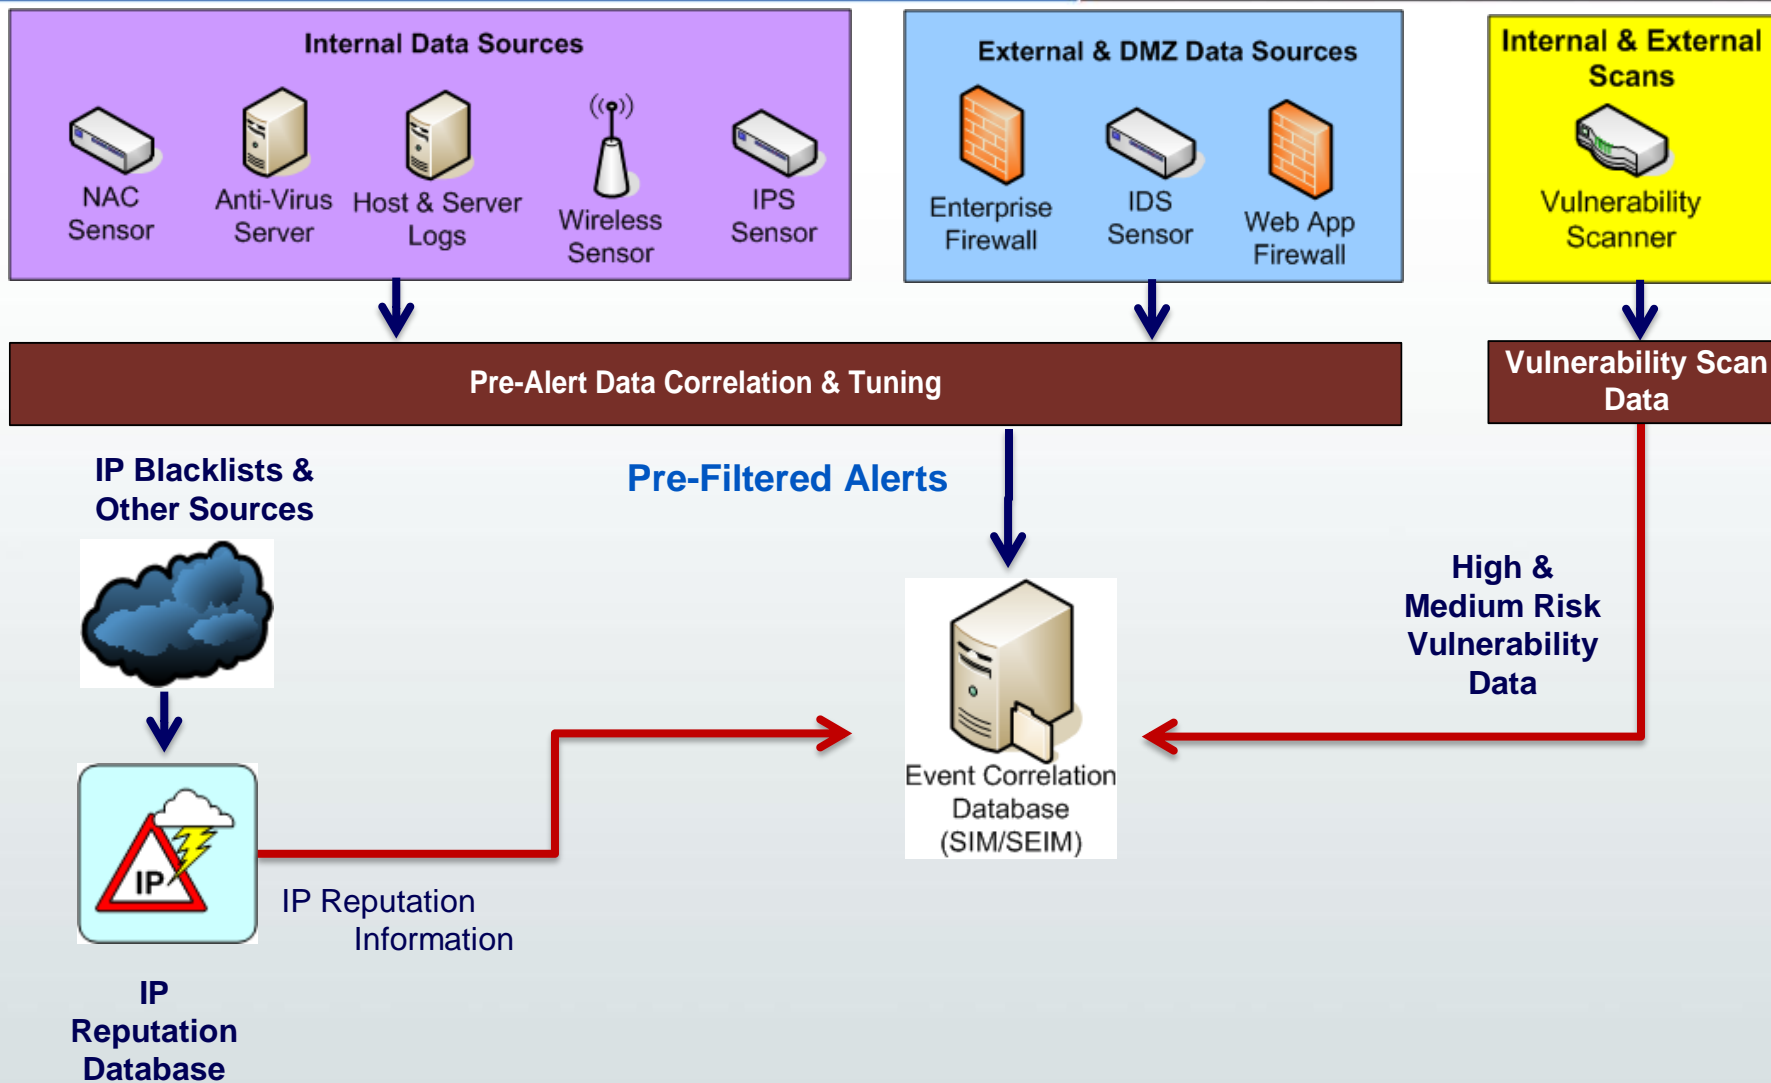 Internal Data Sources
NAC
Sensor
Anti-Virus
Server
Host & Server
Logs
Wireless
Sensor
IPS
Sensor
External & DMZ Data Sources
Enterprise
Firewall
IDS
Sensor
Web App
Firewall
Internal & External
Scans
Vulnerability
Scanner
Pre-Alert Data Correlation & Tuning
Vulnerability Scan
Data
IP Blacklists &
Other Sources
Pre-Filtered Alerts
High &
Medium Risk
Vulnerability
Data
Event Correlation
Database
(SIM/SEIM)
IP
IP Reputation
Information
IP
Reputation
Database